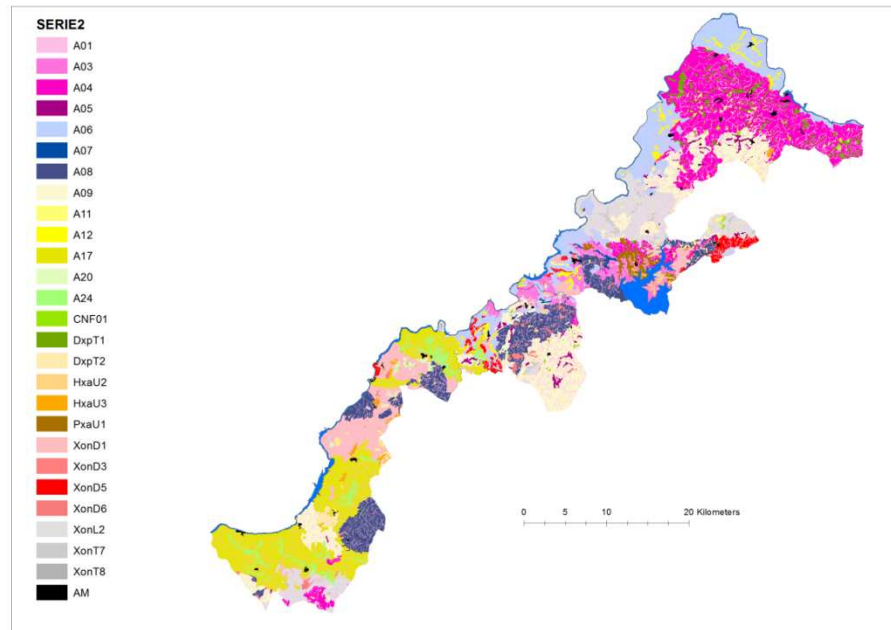 SERIE2
A01
A03
A04
A05
A06
A07
A08
A09
A11
A12
A17
A20
A24
CNF01
DxpT1
DxpT2
HxaU2
HxaU3
PxaU1
XonD1
XonD3
XonD5
XonD6
XonL2
XonT7
XonT8
AM
0 5 10 20 Kilometers